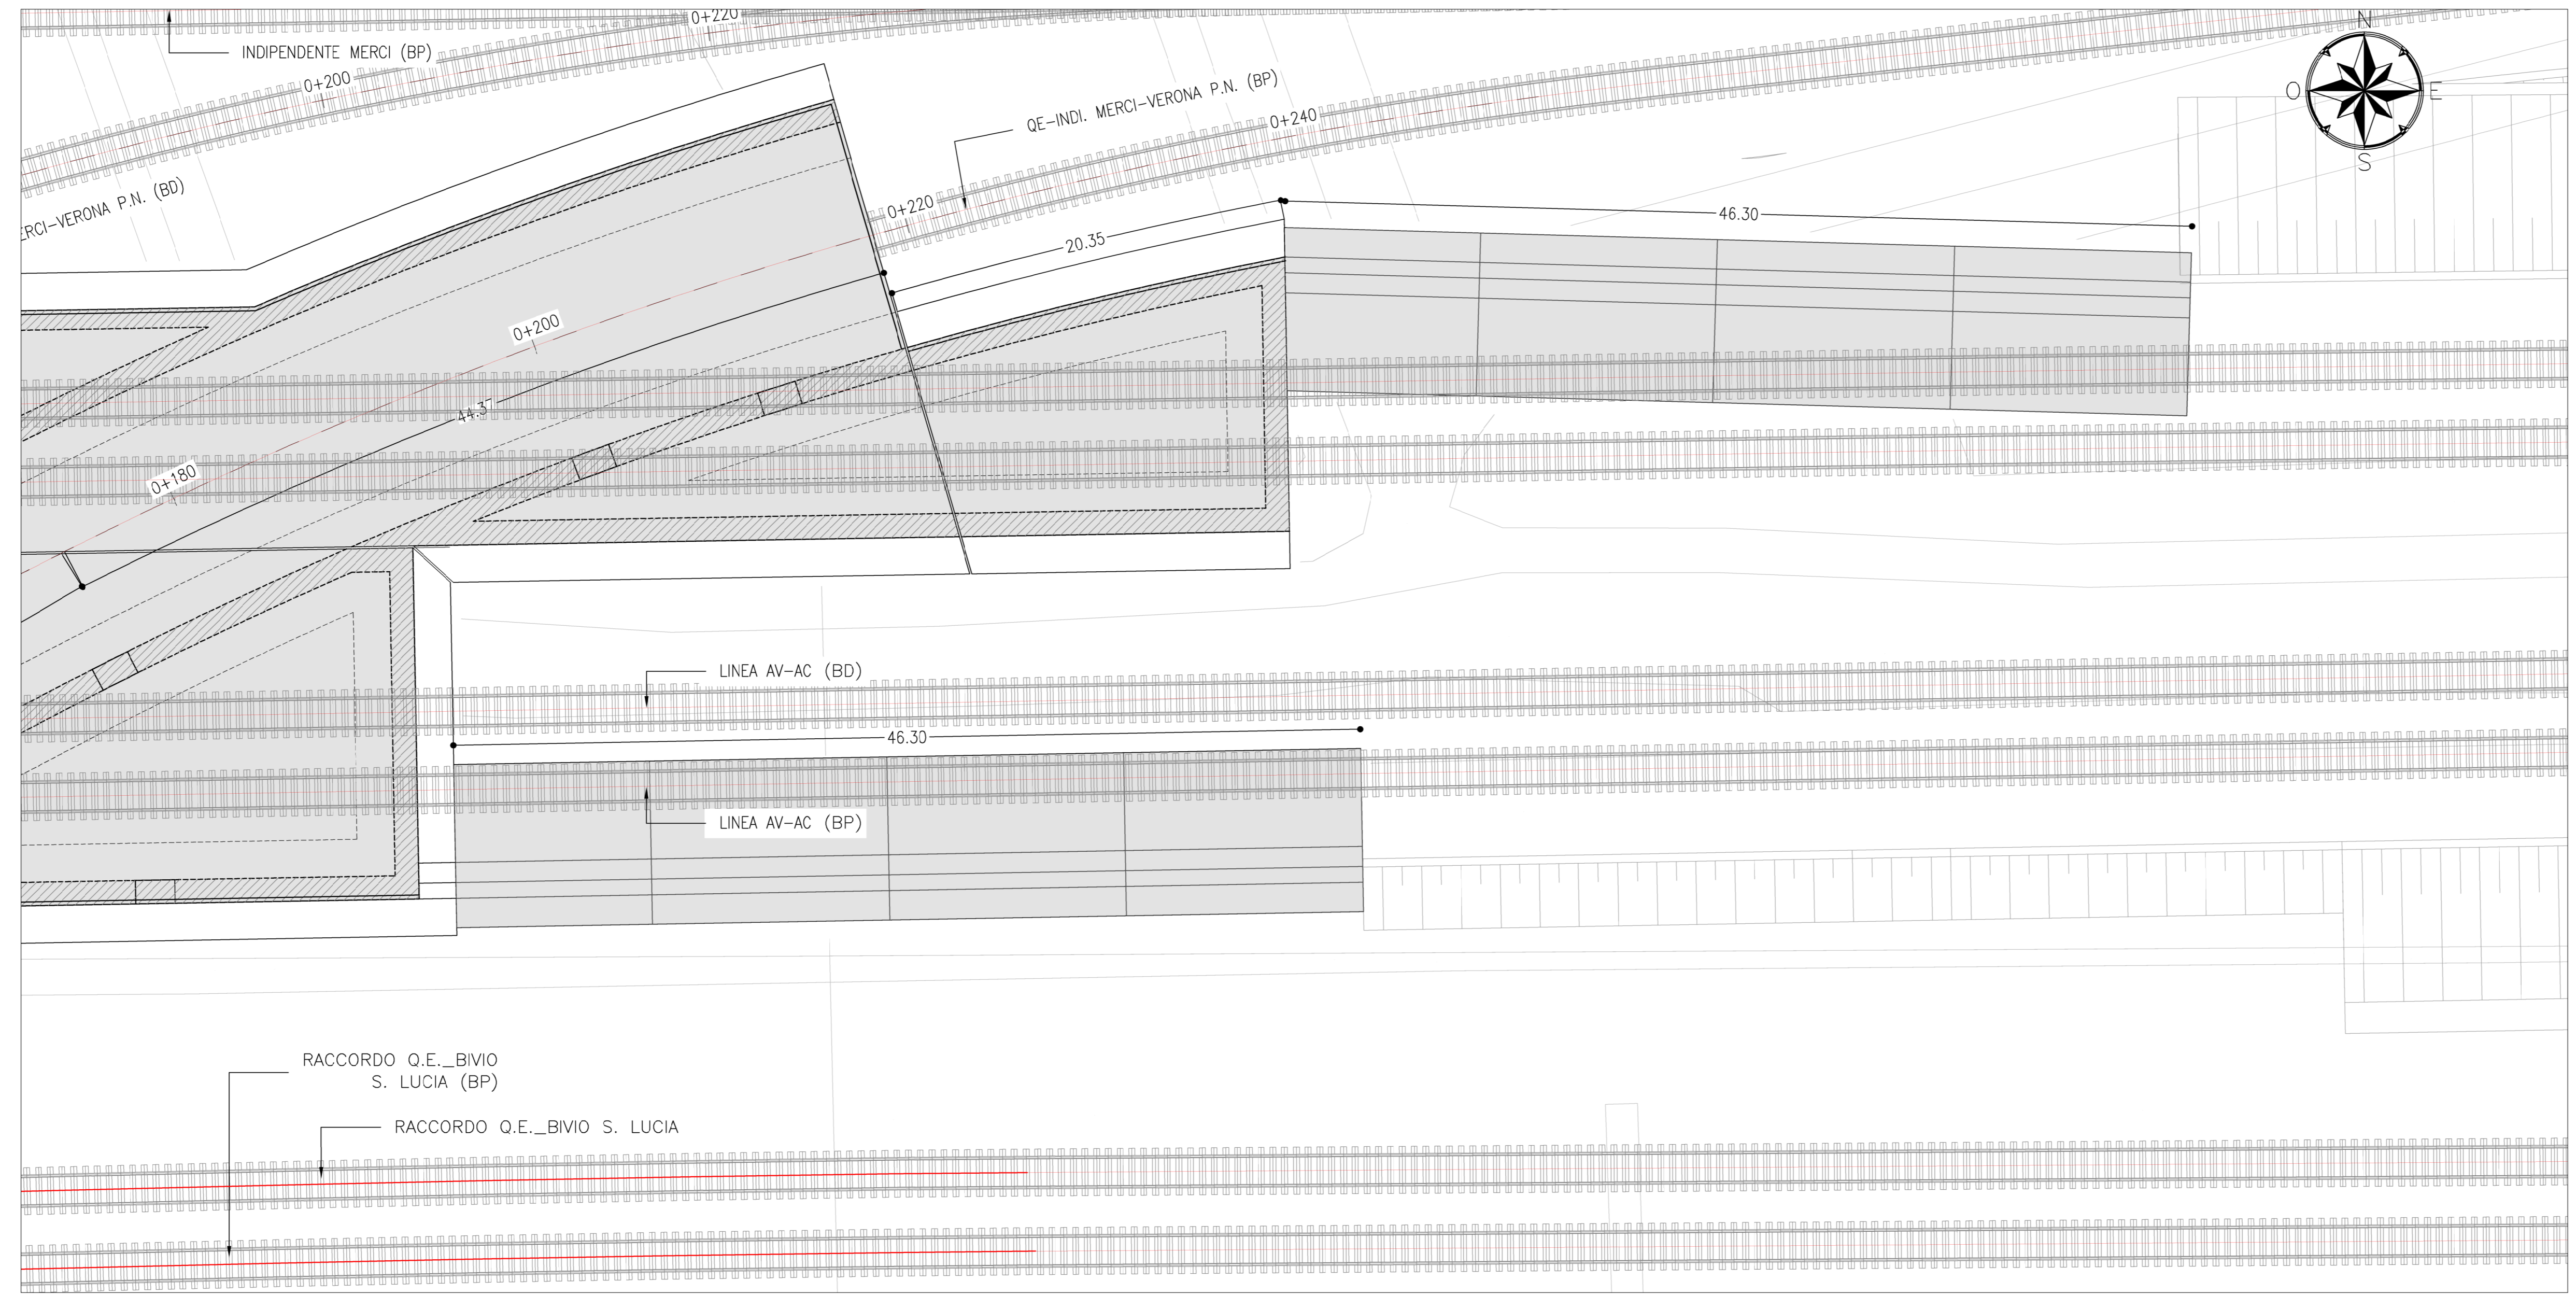 0+220
N
INDIPENDENTE MERCI (BP)
0+200
QE-INDI. MERCI-VERONA P.N. (BP)
O
E
0+240
S
ERCI-VERONA P.N. (BD)
0+220
46.30
20.35
0+200
44.3
0+180
LINEA AV-AC (BD)
46.30
LINEA AV-AC (BP)
RACCORDO Q.E._BIVIO
S. LUCIA (BP)
RACCORDO Q.E._BIVIO S. LUCIA